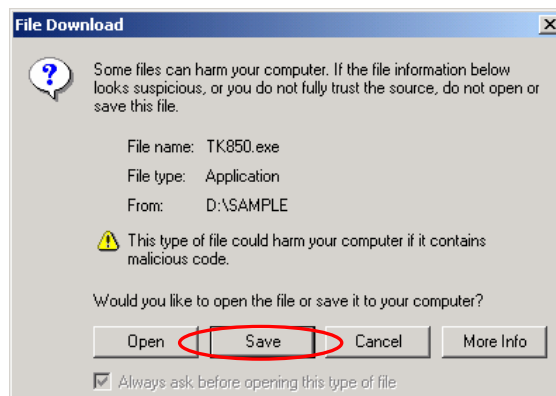 File Download
Some files can harm your computer. If the file information below
looks suspicious, or you do not fully trust the source, do not open or
save this file.
File name: TK850.exe
File type: Application
From: D:\SAMPLE
This type of file could harm your computer if it contains
malicious code.
Would you like to open the file or save it to your computer?
Open Save Cancel More Info
Always ask before opening this type of file